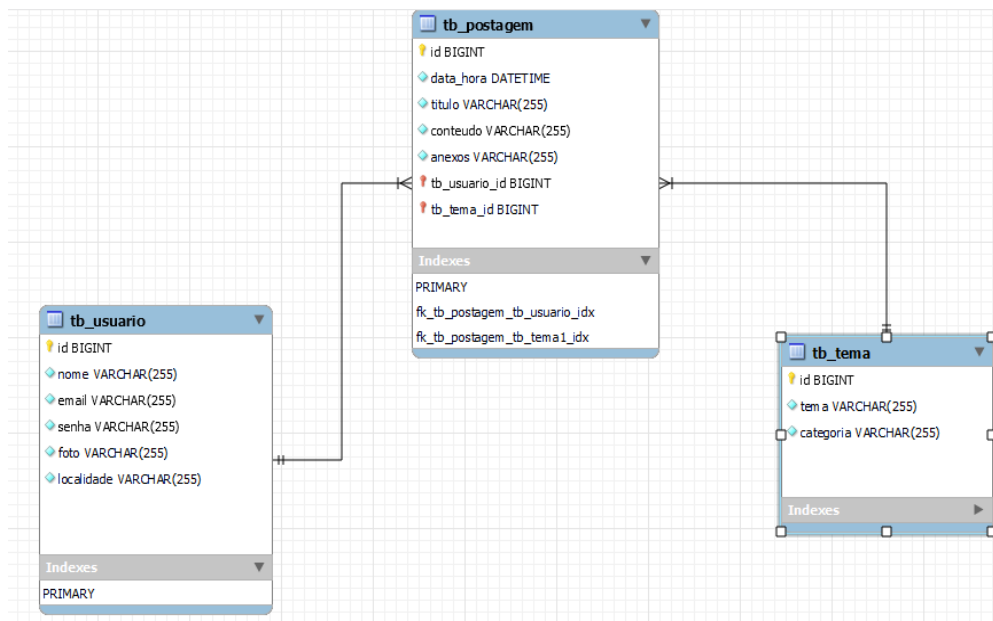 tb_postagem
id BIGINT
data_hora DATETIME
titulo VARCHAR(255)
conteudo VARCHAR(255)
anexos VARCHAR(255)
tb_usuario_id BIGINT
tb_tema_id BIGINT
Indexes
PRIMARY
fk_tb_postagem_tb_usuario_idx
fk_tb_postagem_tb_tema1_idx
tb_usuario
id BIGINT
nome VARCHAR(255)
email VARCHAR(255)
senha VARCHAR(255)
foto VARCHAR(255)
localidade VARCHAR(255)
Indexes
PRIMARY
tb_tema
id BIGINT
tema VARCHAR(255)
categoria VARCHAR(255)
Indexes